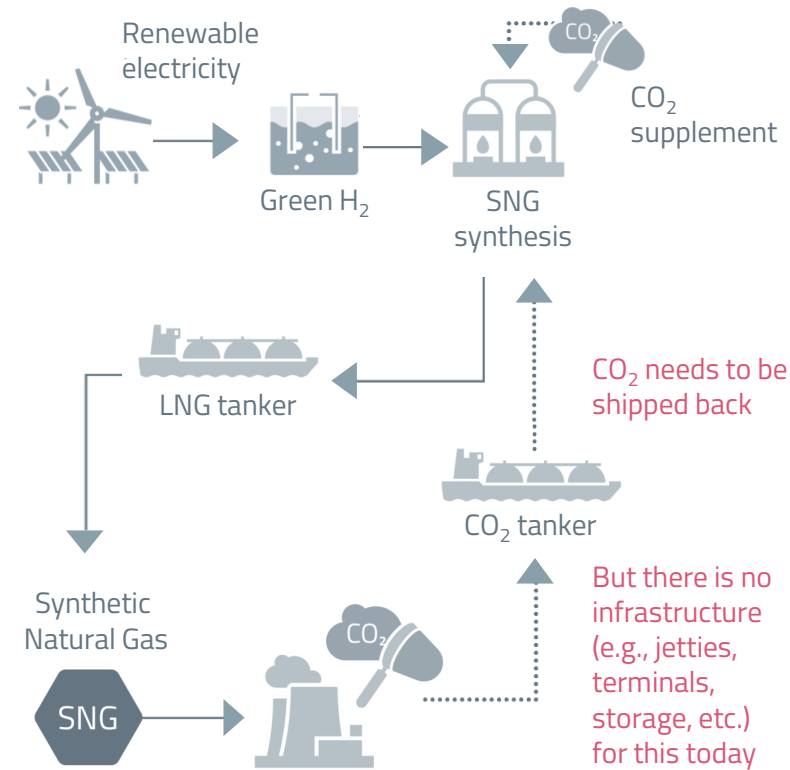 Renewable
electricity
CO₂
CO₂
supplement
Green H₂
SNG
synthesis
LNG tanker
CO₂ needs to be
shipped back
CO₂ tanker
Synthetic
Natural Gas
SNG
CO₂
But there is no
infrastructure
(e.g., jetties,
terminals,
storage, etc.)
for this today